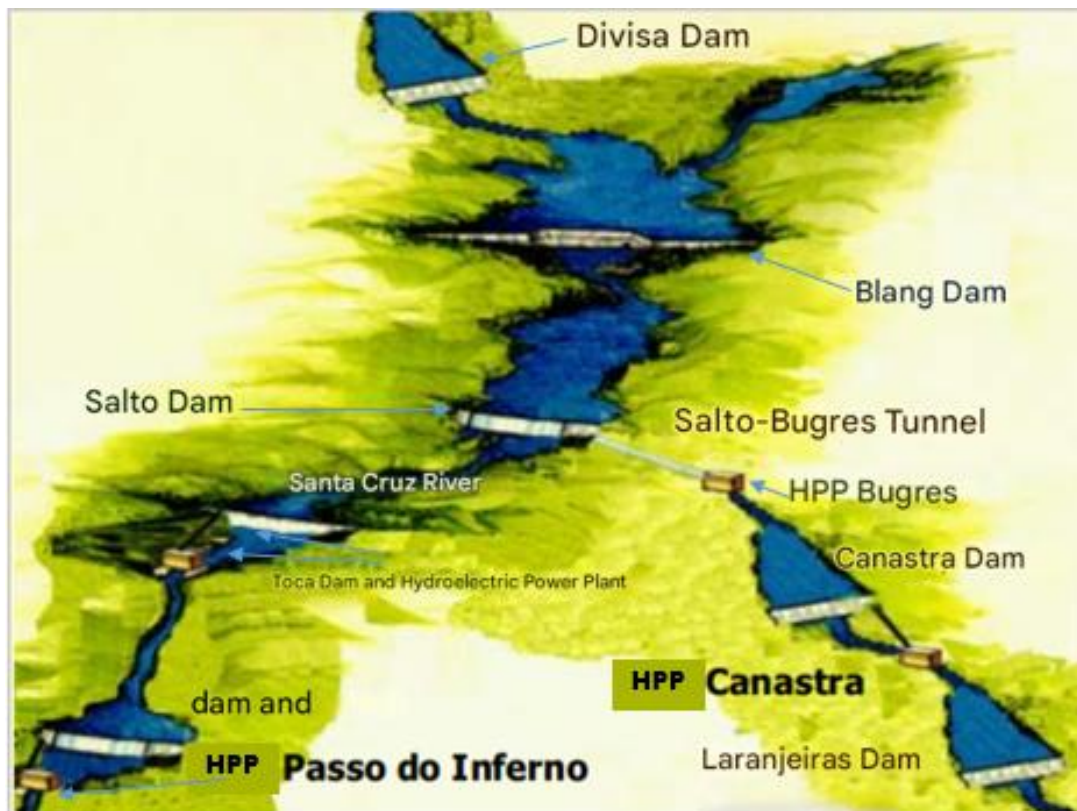 Divisa Dam
Blang Dam
Salto Dam
Salto-Bugres Tunnel
Santa Cruz River
HPP Bugres
Canastra Dam
Toca Dam and Hydroelectric Power Plant
HPP Canastra
dam and
HPP Passo do Inferno
Laranjeiras Dam